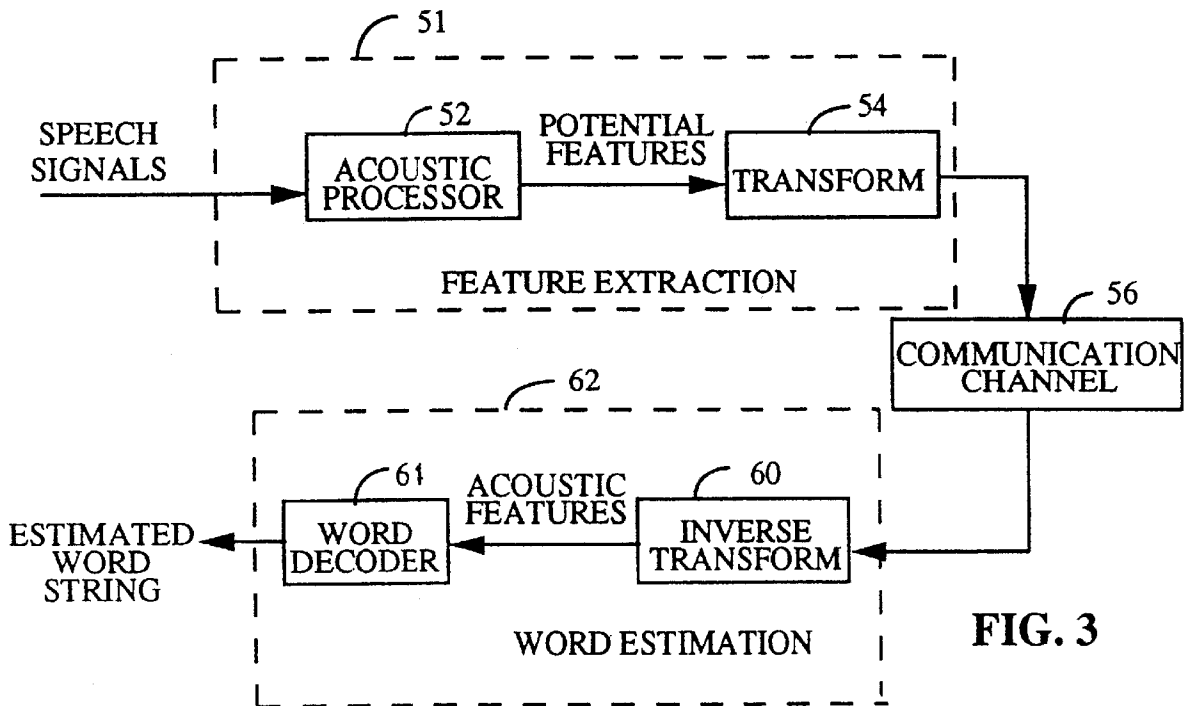 51
SPEECH
SIGNALS
52
ACOUSTIC
PROCESSOR
POTENTIAL
FEATURES
54
TRANSFORM
FEATURE EXTRACTION
56
COMMUNICATION
CHANNEL
62
61
WORD
DECODER
ACOUSTIC
FEATURES
60
INVERSE
TRANSFORM
ESTIMATED
WORD
STRING
WORD ESTIMATION
FIG. 3